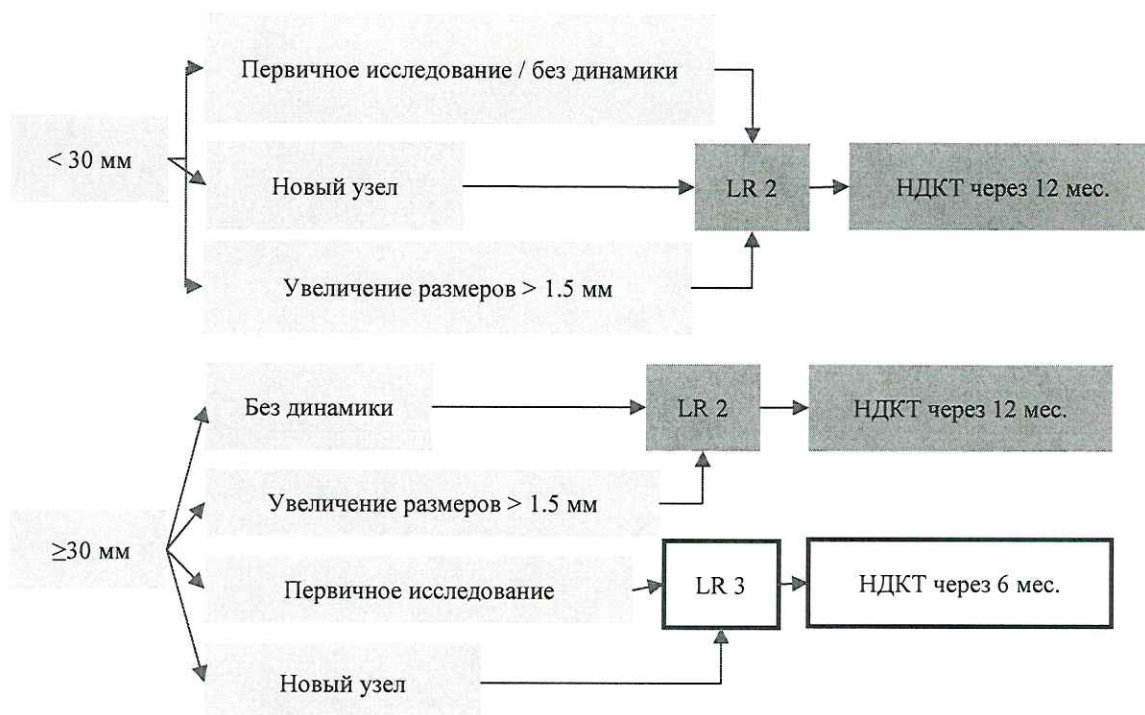 Первичное исследование / без динамики
< 30 мм
Новый узел
LR 2
НДКТ через 12 мес.
Увеличение размеров > 1.5 мм
Без динамики
LR 2
НДКТ через 12 мес.
Увеличение размеров > 1.5 мм
≥30 мм
Первичное исследование
LR 3
НДКТ через 6 мес.
Новый узел